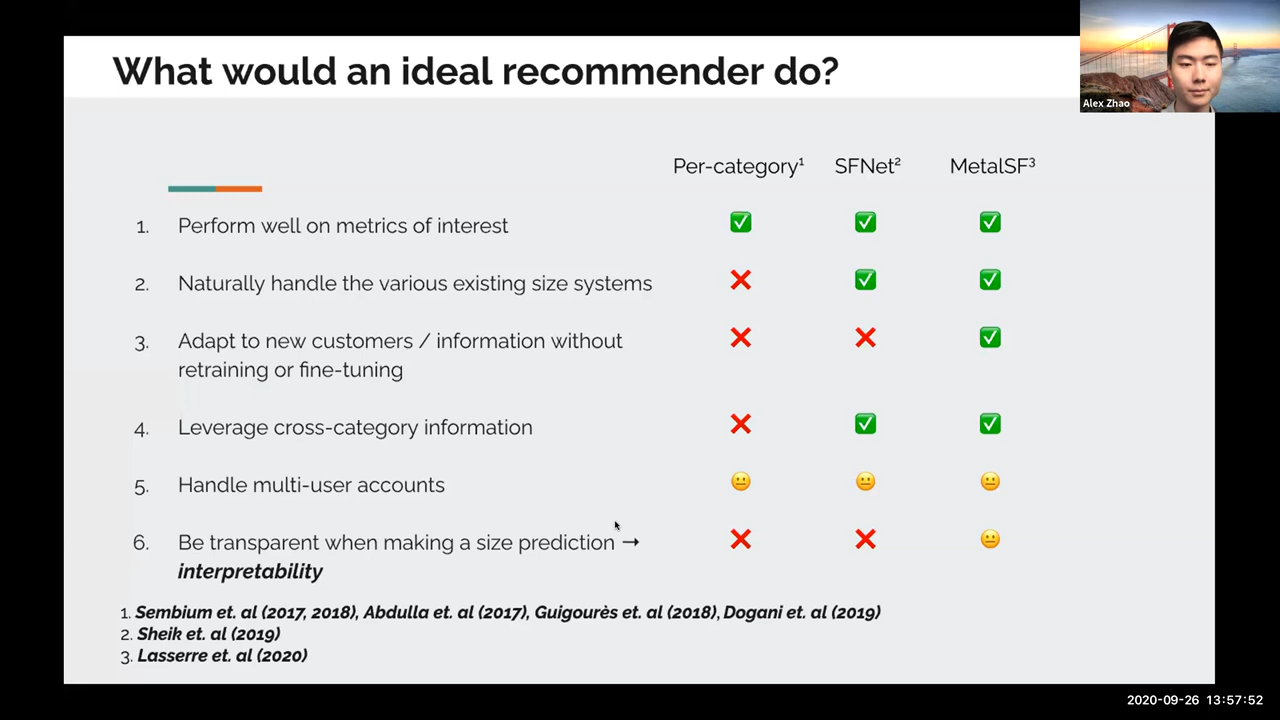 What would an ideal recommender do?
Alex Zhao
Per-category¹ SFNet² MetalSF³
1. Perform well on metrics of interest ✅ ✅ ✅
2. Naturally handle the various existing size systems ❌ ✅ ✅
3. Adapt to new customers / information without
retraining or fine-tuning ❌ ❌ ✅
4. Leverage cross-category information ❌ ✅ ✅
5. Handle multi-user accounts 😐 😐 😐
6. Be transparent when making a size prediction → ❌ ❌ 😐
interpretability
1. Sembium et. al (2017, 2018), Abdulla et. al (2017), Guigourès et. al (2018), Dogani et. al (2019)
2. Sheik et. al (2019)
3. Lasserre et. al (2020)
2020-09-26 13:57:52